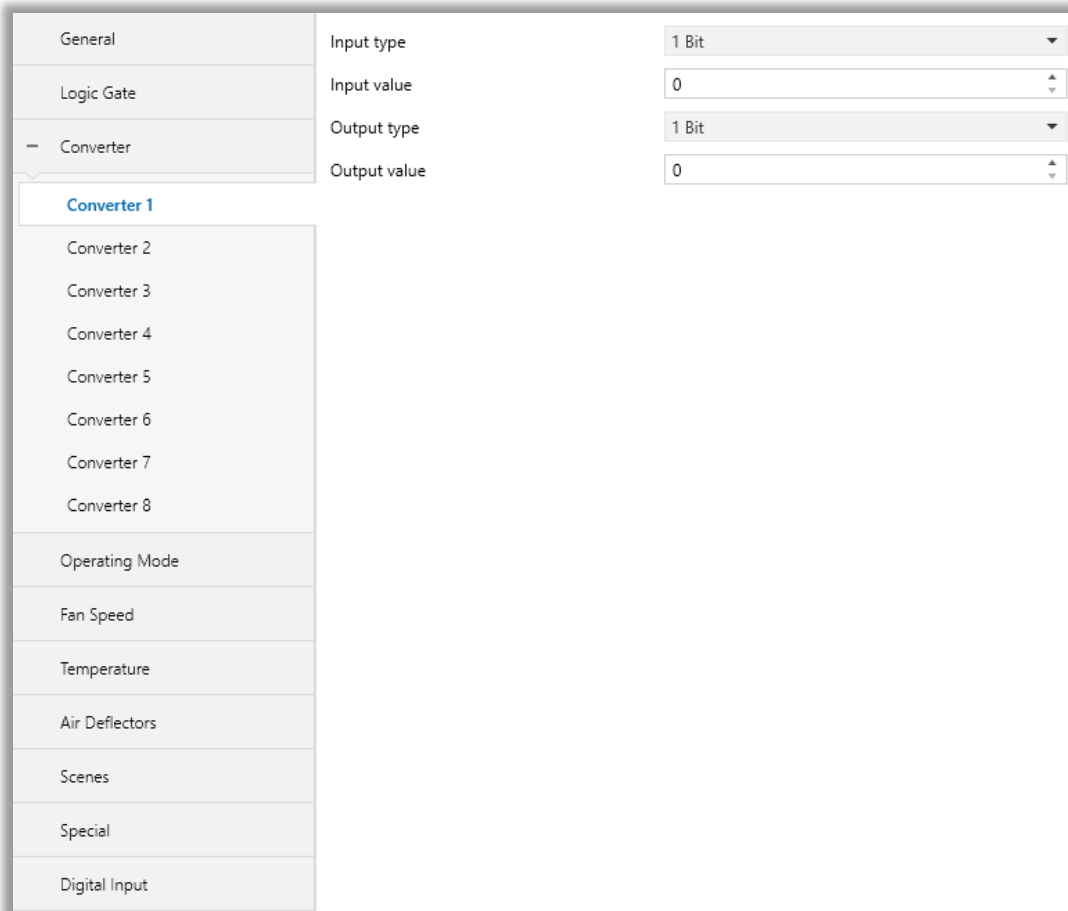 General
Logic Gate
Converter
Converter 1
Converter 2
Converter 3
Converter 4
Converter 5
Converter 6
Converter 7
Converter 8
Operating Mode
Fan Speed
Temperature
Air Deflectors
Scenes
Special
Digital Input
Input type 1 Bit
Input value 0
Output type 1 Bit
Output value 0